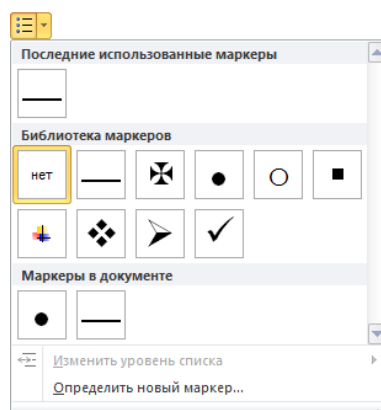 Последние использованные маркеры
Библиотека маркеров
нет
Маркеры в документе
Изменить уровень списка
Определить новый маркер...